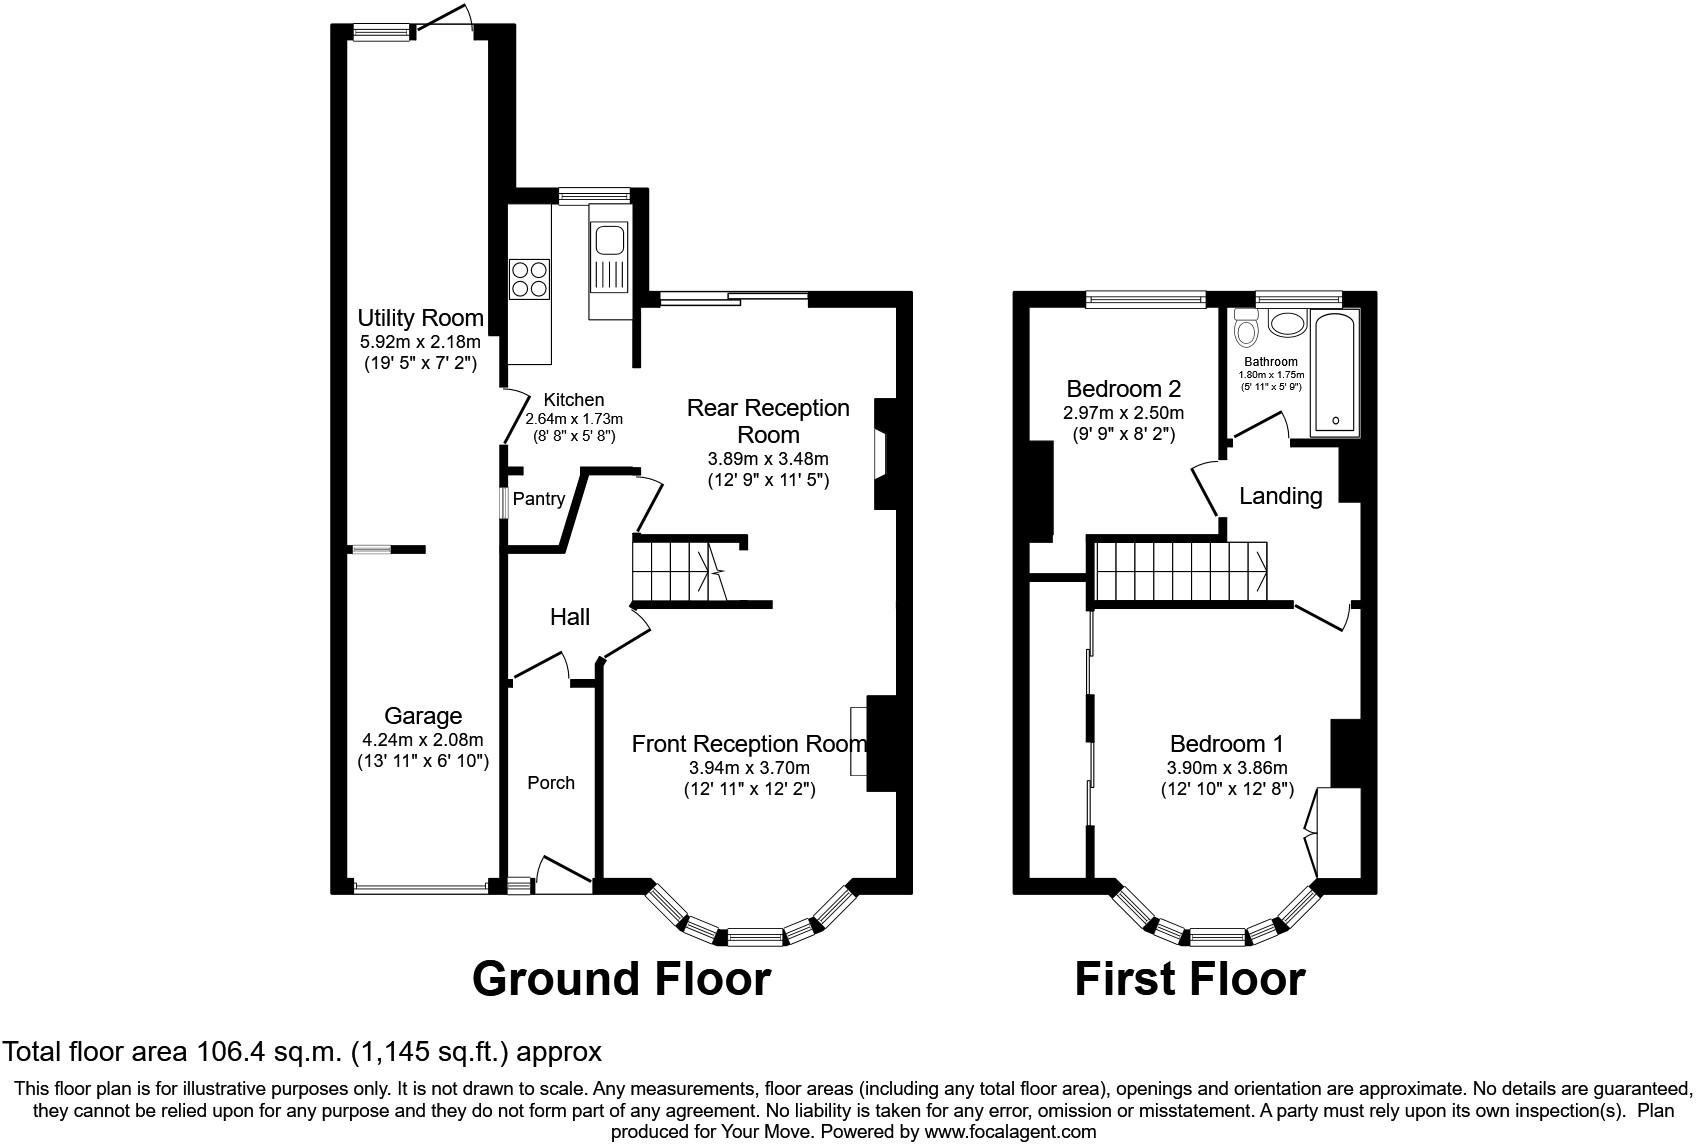 Utility Room
5.92m x 2.18m
(19' 5" x 7' 2")
Kitchen
2.64m x 1.73m
(8' 8" x 5' 8")
Rear Reception
Room
3.89m x 3.48m
(12' 9" x 11' 5")
Pantry
Hall
Garage
4.24m x 2.08m
(13' 11" x 6' 10")
Porch
Front Reception Room
3.94m x 3.70m
(12' 11" x 12' 2")
Ground Floor
Bathroom
1.80m x 1.75m
(5' 11" x 5' 9")
Bedroom 2
2.97m x 2.50m
(9' 9" x 8' 2")
Landing
Bedroom 1
3.90m x 3.86m
(12' 10" x 12' 8")
First Floor
Total floor area 106.4 sq.m. (1,145 sq.ft.) approx
This floor plan is for illustrative purposes only. It is not drawn to scale. Any measurements, floor areas (including any total floor area), openings and orientation are approximate. No details are guaranteed,
they cannot be relied upon for any purpose and they do not form part of any agreement. No liability is taken for any error, omission or misstatement. A party must rely upon its own inspection(s). Plan
produced for Your Move. Powered by www.focalagent.com